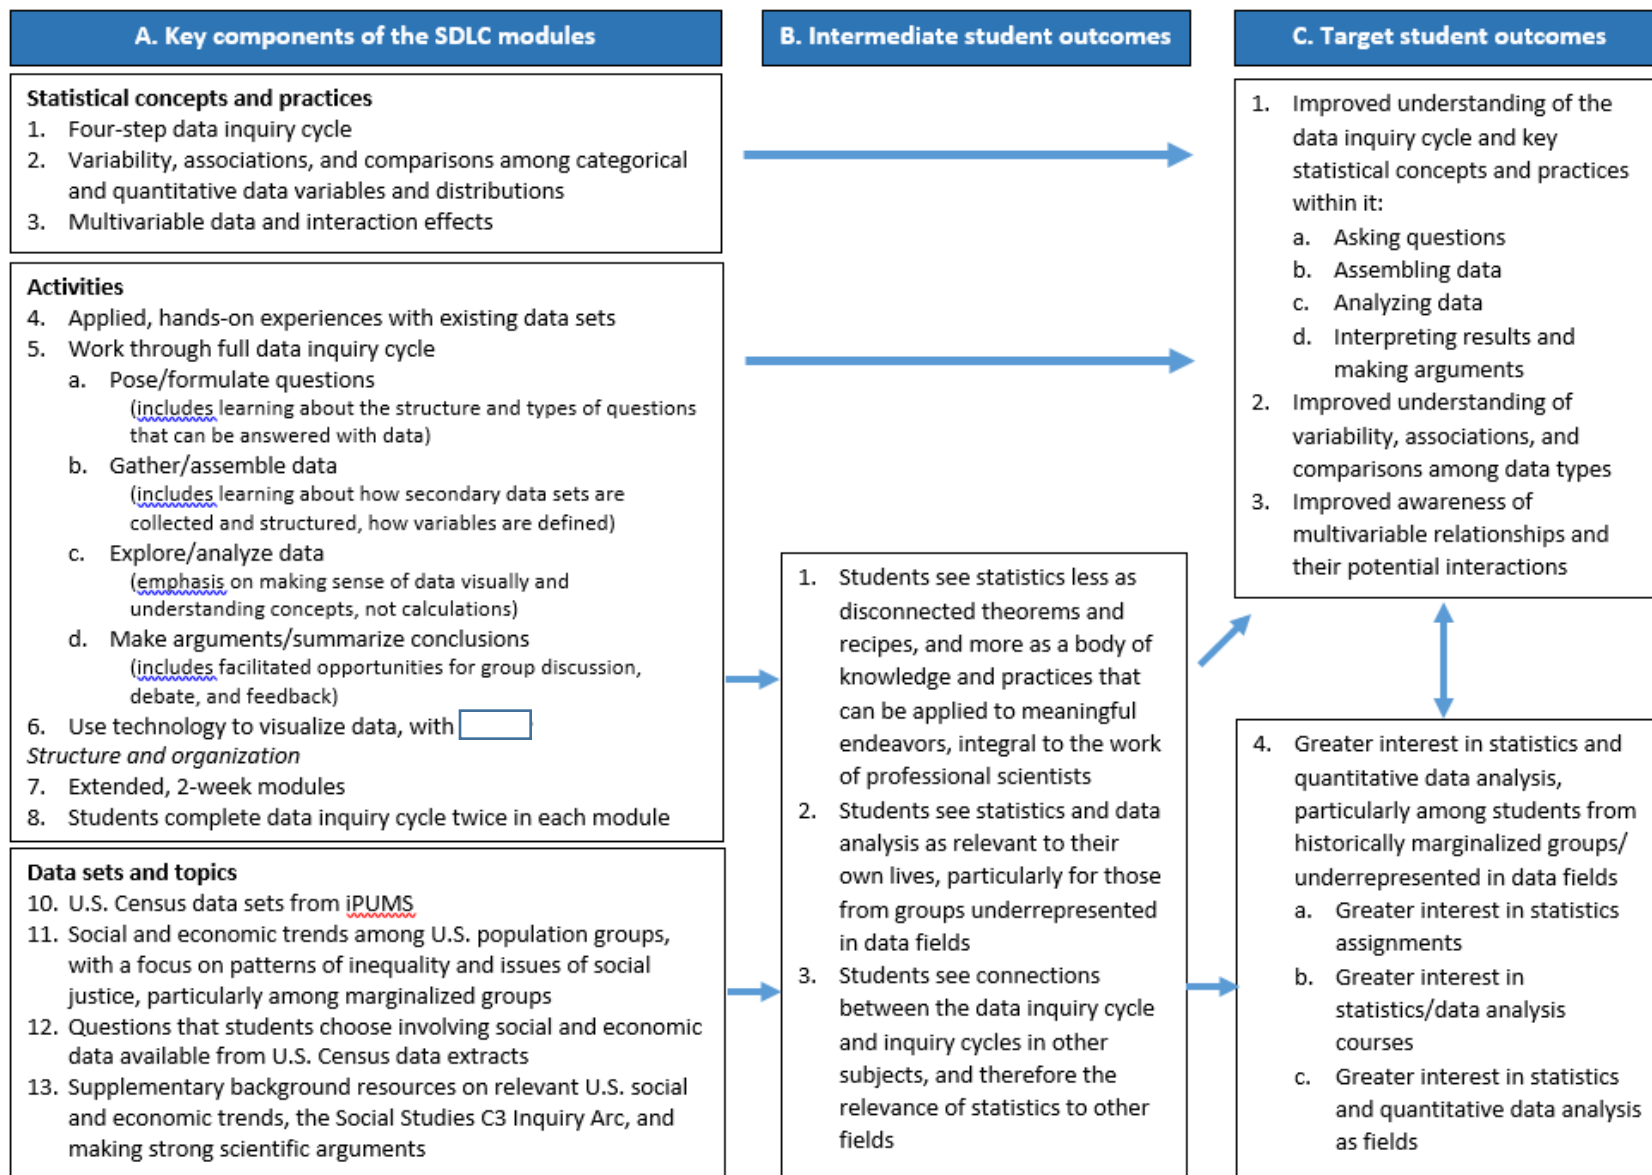 A. Key components of the SDLC modules
Statistical concepts and practices
1. Four-step data inquiry cycle
2. Variability, associations, and comparisons among categorical
and quantitative data variables and distributions
3. Multivariable data and interaction effects
Activities
4. Applied, hands-on experiences with existing data sets
5. Work through full data inquiry cycle
a. Pose/formulate questions
(includes learning about the structure and types of questions
that can be answered with data)
b. Gather/assemble data
(includes learning about how secondary data sets are
collected and structured, how variables are defined)
c. Explore/analyze data
(emphasis on making sense of data visually and
understanding concepts, not calculations)
d. Make arguments/summarize conclusions
(includes facilitated opportunities for group discussion,
debate, and feedback)
6. Use technology to visualize data, with
Structure and organization
7. Extended, 2-week modules
8. Students complete data inquiry cycle twice in each module
Data sets and topics
10. U.S. Census data sets from iPUMS
11. Social and economic trends among U.S. population groups,
with a focus on patterns of inequality and issues of social
justice, particularly among marginalized groups
12. Questions that students choose involving social and economic
data available from U.S. Census data extracts
13. Supplementary background resources on relevant U.S. social
and economic trends, the Social Studies C3 Inquiry Arc, and
making strong scientific arguments
B. Intermediate student outcomes
1. Students see statistics less as
disconnected theorems and
recipes, and more as a body of
knowledge and practices that
can be applied to meaningful
endeavors, integral to the work
of professional scientists
2. Students see statistics and data
analysis as relevant to their
own lives, particularly for those
from groups underrepresented
in data fields
3. Students see connections
between the data inquiry cycle
and inquiry cycles in other
subjects, and therefore the
relevance of statistics to other
fields
C. Target student outcomes
1. Improved understanding of the
data inquiry cycle and key
statistical concepts and practices
within it:
a. Asking questions
b. Assembling data
c. Analyzing data
d. Interpreting results and
making arguments
2. Improved understanding of
variability, associations, and
comparisons among data types
3. Improved awareness of
multivariable relationships and
their potential interactions
4. Greater interest in statistics and
quantitative data analysis,
particularly among students from
historically marginalized groups/
underrepresented in data fields
a. Greater interest in statistics
assignments
b. Greater interest in
statistics/data analysis
courses
c. Greater interest in statistics
and quantitative data analysis
as fields